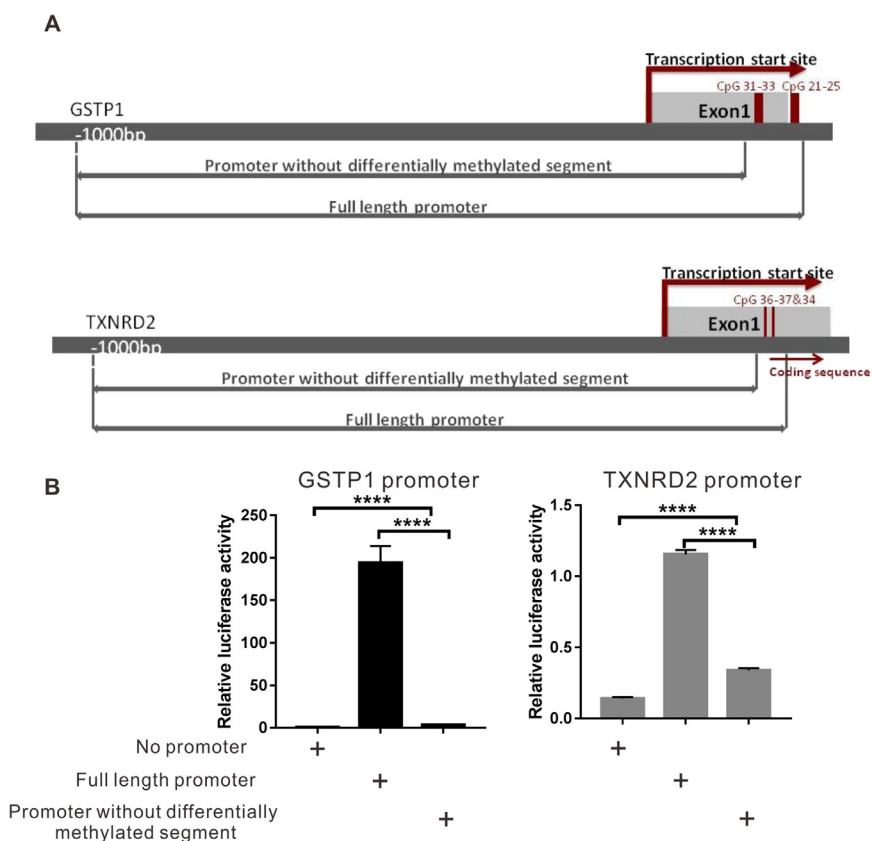 A
Transcription start site
CpG 31-33 CpG 21-25
GSTP1
Exon1
-1000bp
Promoter without differentially methylated segment
Full length promoter
Transcription start site
CpG 36-37&34
TXNRD2
Exon1
-1000bp
Promoter without differentially methylated segment
Coding sequence
Full length promoter
B
GSTP1 promoter
TXNRD2 promoter
Relative luciferase activity
250
200
150
100
50
0
****
****
Relative luciferase activity
1.5
1.0
0.5
0.0
****
****
No promoter + +
Full length promoter + +
Promoter without differentially
methylated segment + +